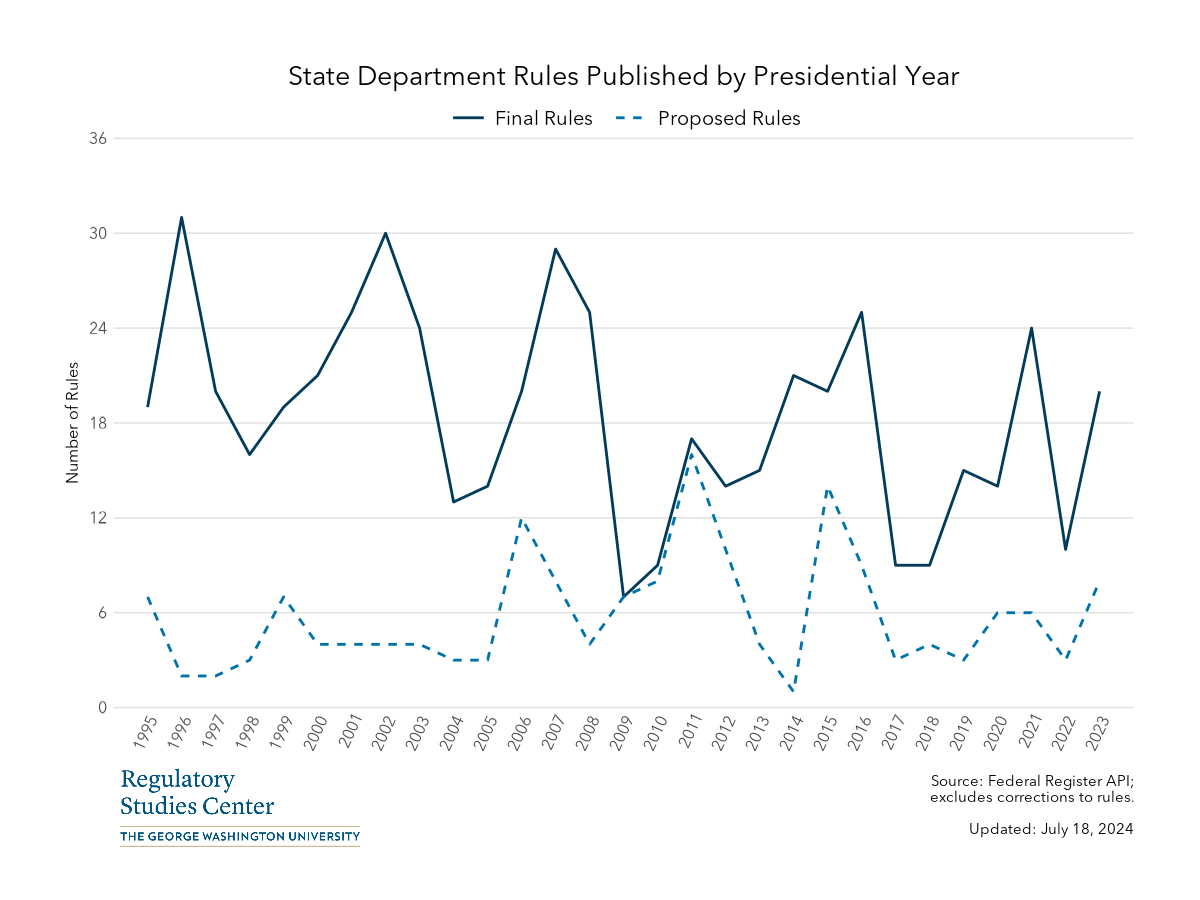 State Department Rules Published by Presidential Year
Final Rules Proposed Rules
36
30
24
18
12
6
0
Number of Rules
1995 1996 1997 1998 1999 2000 2001 2002 2003 2004 2005 2006 2007 2008 2009 2010 2011 2012 2013 2014 2015 2016 2017 2018 2019 2020 2021 2022 2023
Regulatory
Studies Center
THE GEORGE WASHINGTON UNIVERSITY
Source: Federal Register API;
excludes corrections to rules.
Updated: July 18, 2024